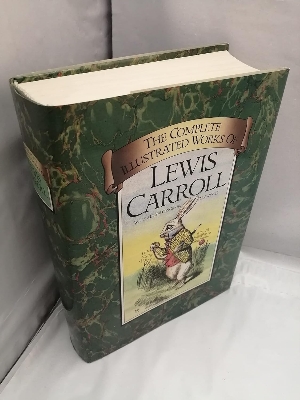 THE COMPLETE
ILLUSTRATED WORKS OF
LEWIS
CARROLL